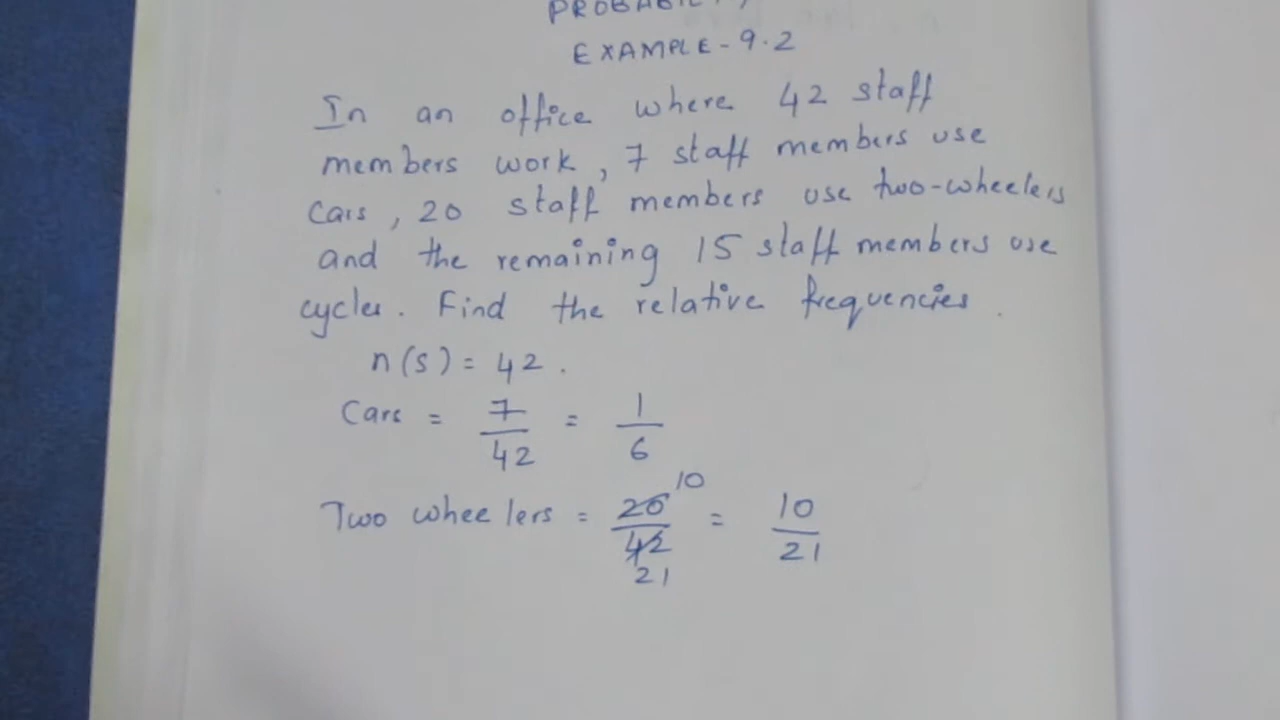 PROBABILITY
EXAMPLE - 9.2
In an office where 42 staff
members work, 7 staff members use
Cars, 20 staff members use two-wheelers
and the remaining 15 staff members use
cycles. Find the relative frequencies.
n(s) = 42.
Cars = 7/42 = 1/6
Two wheelers = 20/42 10 21 = 10/21